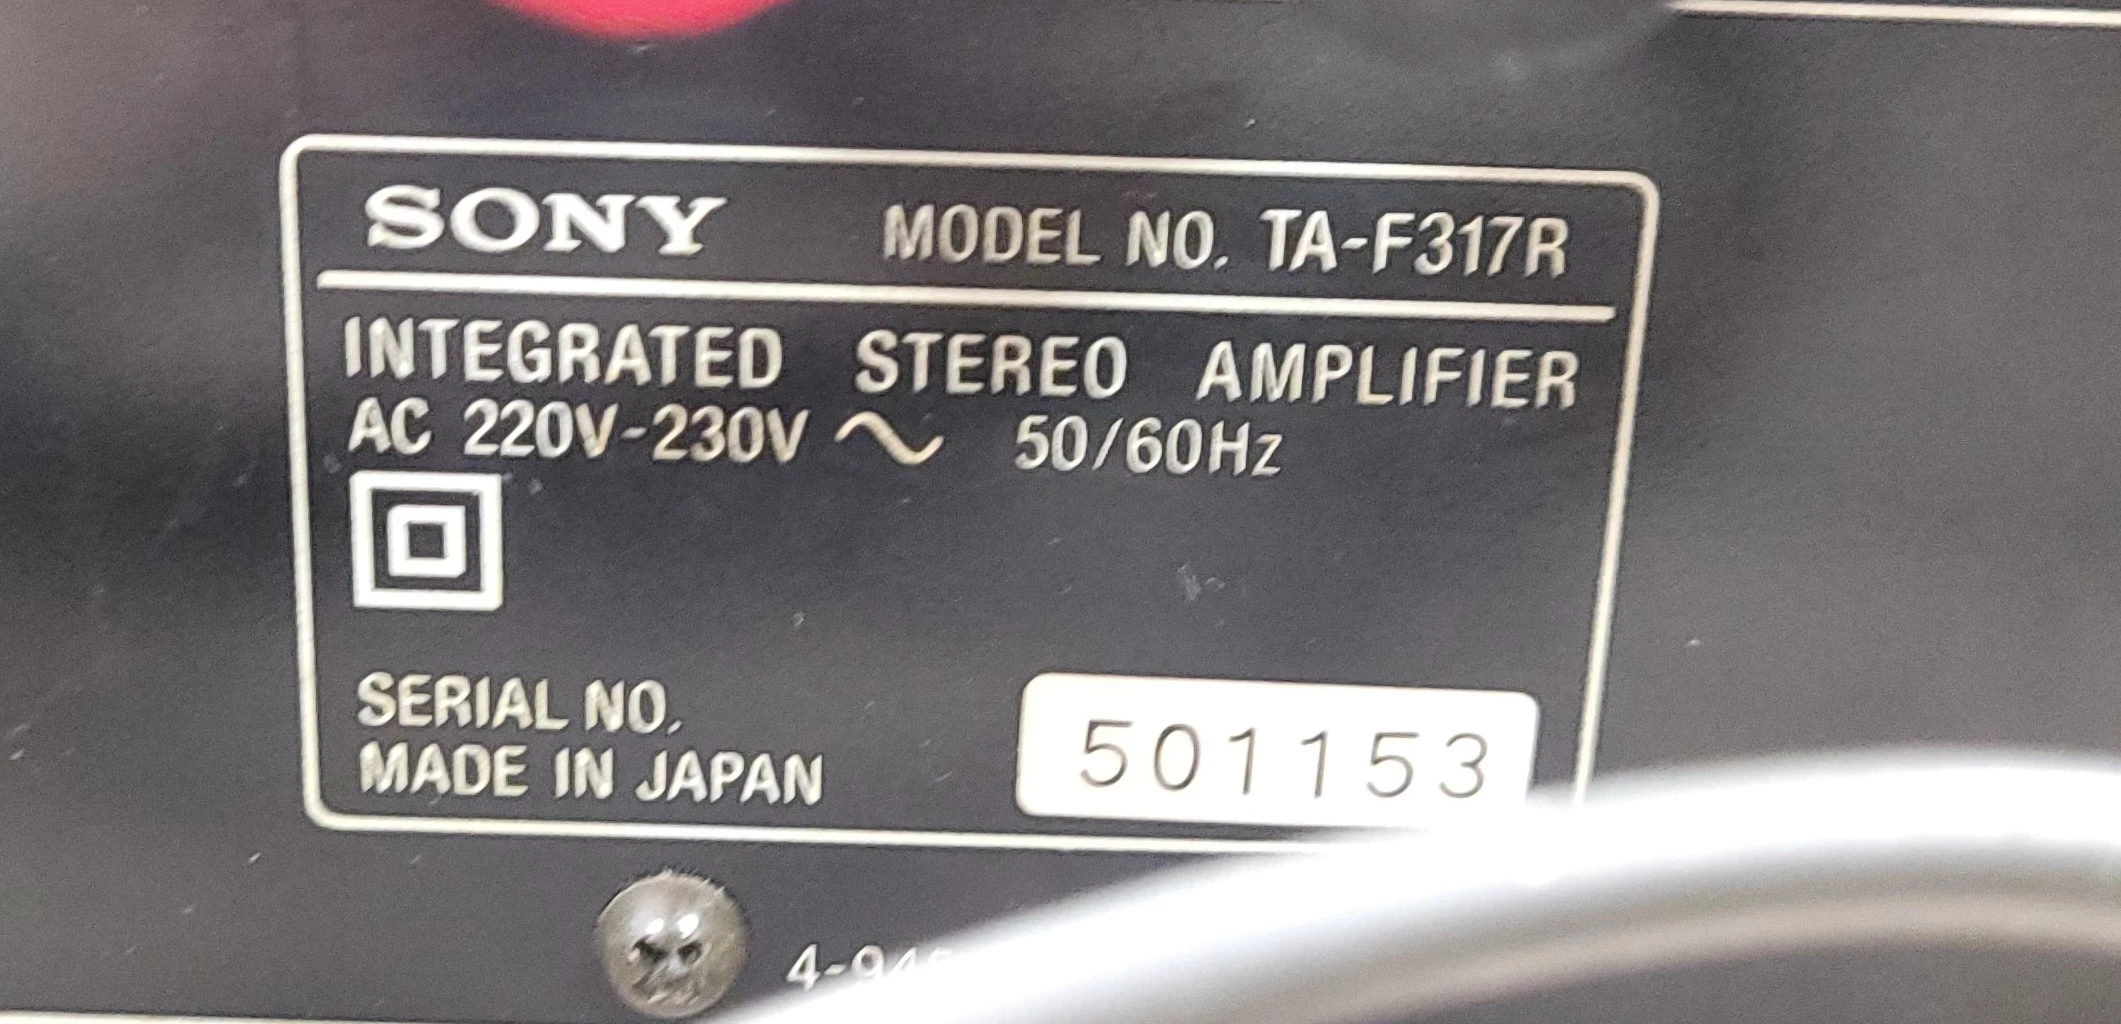 SONY MODEL NO. TA-F317R
INTEGRATED STEREO AMPLIFIER
AC 220V-230V ~ 50/60Hz
SERIAL NO.
MADE IN JAPAN 501153